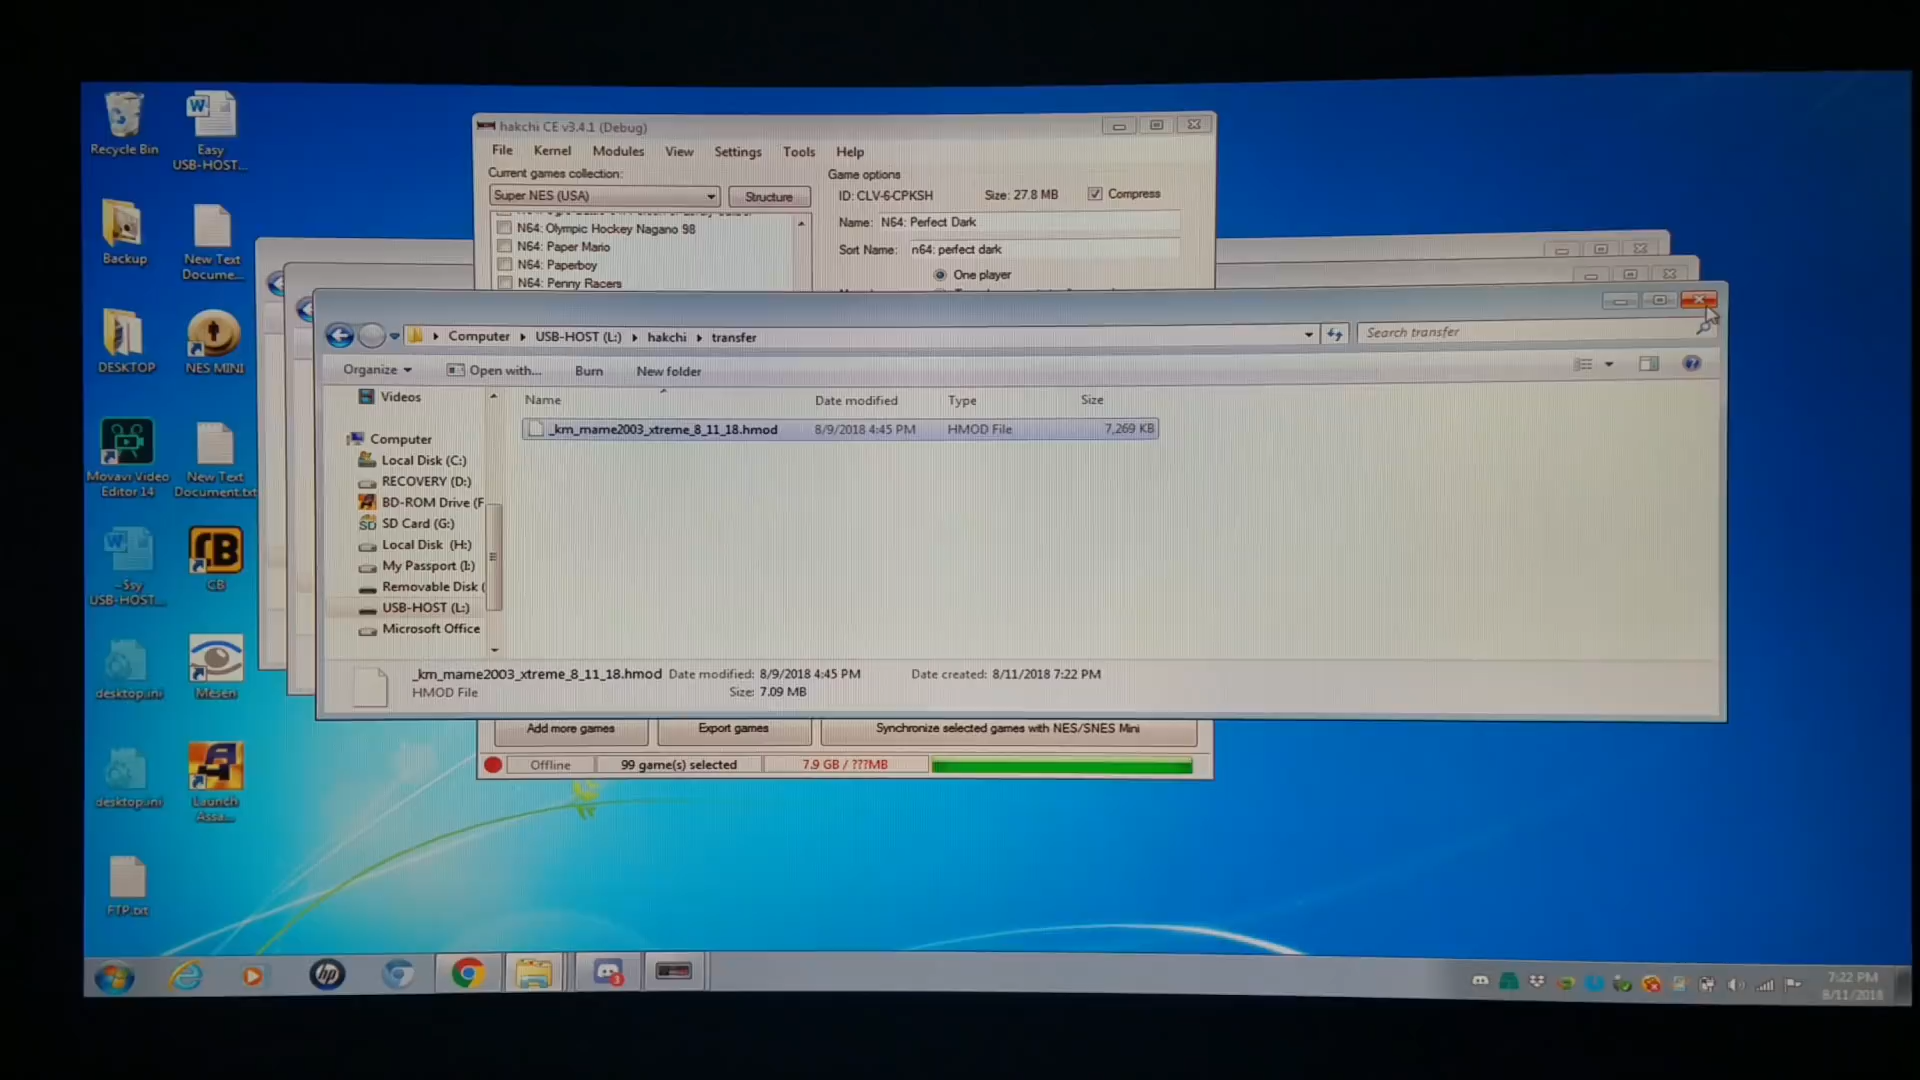 Recycle Bin
Easy
USB-HOST...
Backup
New Text
Docume...
DESKTOP
NES MINI
Movavi Video
Editor 14
New Text
Document.txt
USB-HOST...
CB
desktop.ini
Mesen
desktop.ini
Launch
Assa...
FTP.txt
hakchi CE v3.4.1 (Debug)
File Kernel Modules View Settings Tools Help
Current games collection:
Super NES (USA)
Structure
N64: Olympic Hockey Nagano 98
N64: Paper Mario
N64: Paperboy
N64: Penny Racers
Game options
ID: CLV-6-CPKSH Size: 27.8 MB Compress
Name: N64: Perfect Dark
Sort Name: n64: perfect dark
One player
Computer USB-HOST (L:) hakchi transfer
Search transfer
Organize Open with... Burn New folder
Videos
Computer
Local Disk (C:)
RECOVERY (D:)
BD-ROM Drive (F
SD Card (G:)
Local Disk (H:)
My Passport (I:)
Removable Disk (
USB-HOST (L:)
Microsoft Office
Name Date modified Type Size
_km_mame2003_xtreme_8_11_18.hmod 8/9/2018 4:45 PM HMOD File 7,269 KB
_km_mame2003_xtreme_8_11_18.hmod Date modified: 8/9/2018 4:45 PM Date created: 8/11/2018 7:22 PM
HMOD File Size: 7.09 MB
Add more games Export games Synchronize selected games with NES/SNES Mini
Offline 99 game(s) selected 7.9 GB / ???MB
hp
7:22 PM
8/11/2018